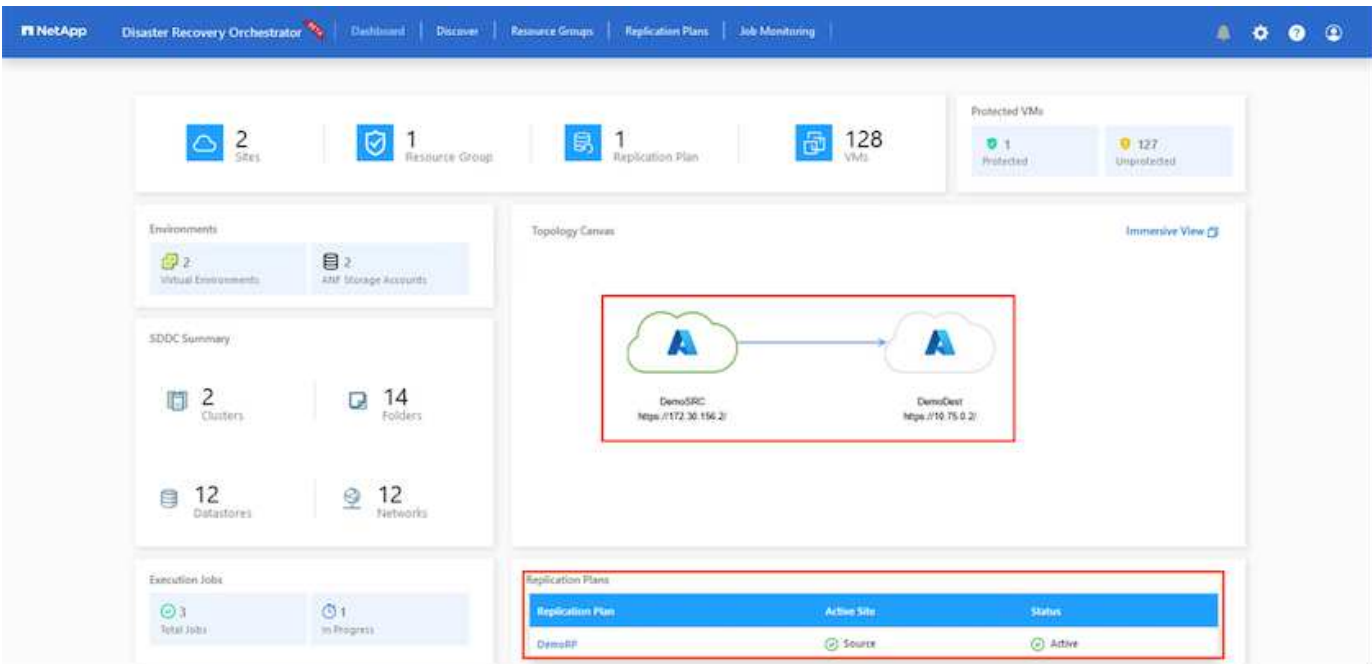 NetApp
Disaster Recovery Orchestrator
Dashboard
Discover
Resource Groups
Replication Plans
Job Monitoring
2
Sites
1
Resource Group
1
Replication Plan
128
VMs
Protected VMs
1
Protected
127
Unprotected
Environments
2
Virtual Environments
2
ANF Storage Accounts
Topology Canvas
Immersive View
DemoSRC
https://172.30.156.2/
DemoDest
https://10.75.0.2/
SDDC Summary
2
Clusters
14
Folders
12
Datastores
12
Networks
Execution Jobs
3
Total Jobs
1
In Progress
Replication Plans
Replication Plan Active Site Status
DemoRP Source Active